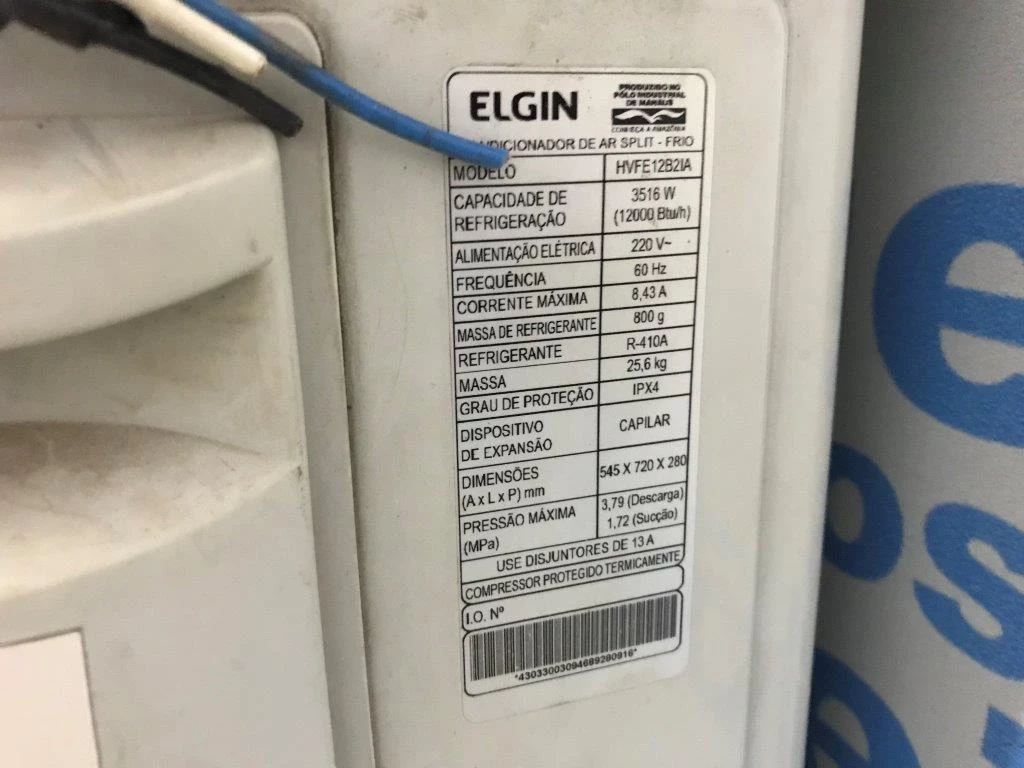 ELGIN
PRODUZIDO NO
PÓLO INDUSTRIAL
DE MANAUS
CONHEÇA A AMAZÔNIA
DE AR SPLIT - FRIO
MODELO HVFE12B2IA
CAPACIDADE DE REFRIGERAÇÃO 3516 W (12000 Btu/h)
ALIMENTAÇÃO ELÉTRICA 220 V~
FREQUÊNCIA 60 Hz
CORRENTE MÁXIMA 8,43 A
MASSA DE REFRIGERANTE 800 g
REFRIGERANTE R-410A
MASSA 25,6 kg
GRAU DE PROTEÇÃO IPX4
DISPOSITIVO DE EXPANSÃO CAPILAR
DIMENSÕES (A x L x P) mm 545 X 720 X 280
PRESSÃO MÁXIMA (MPa) 3,79 (Descarga) 1,72 (Sucção)
USE DISJUNTORES DE 13 A
COMPRESSOR PROTEGIDO TERMICAMENTE
I.O. Nº
*43033003094689280916*